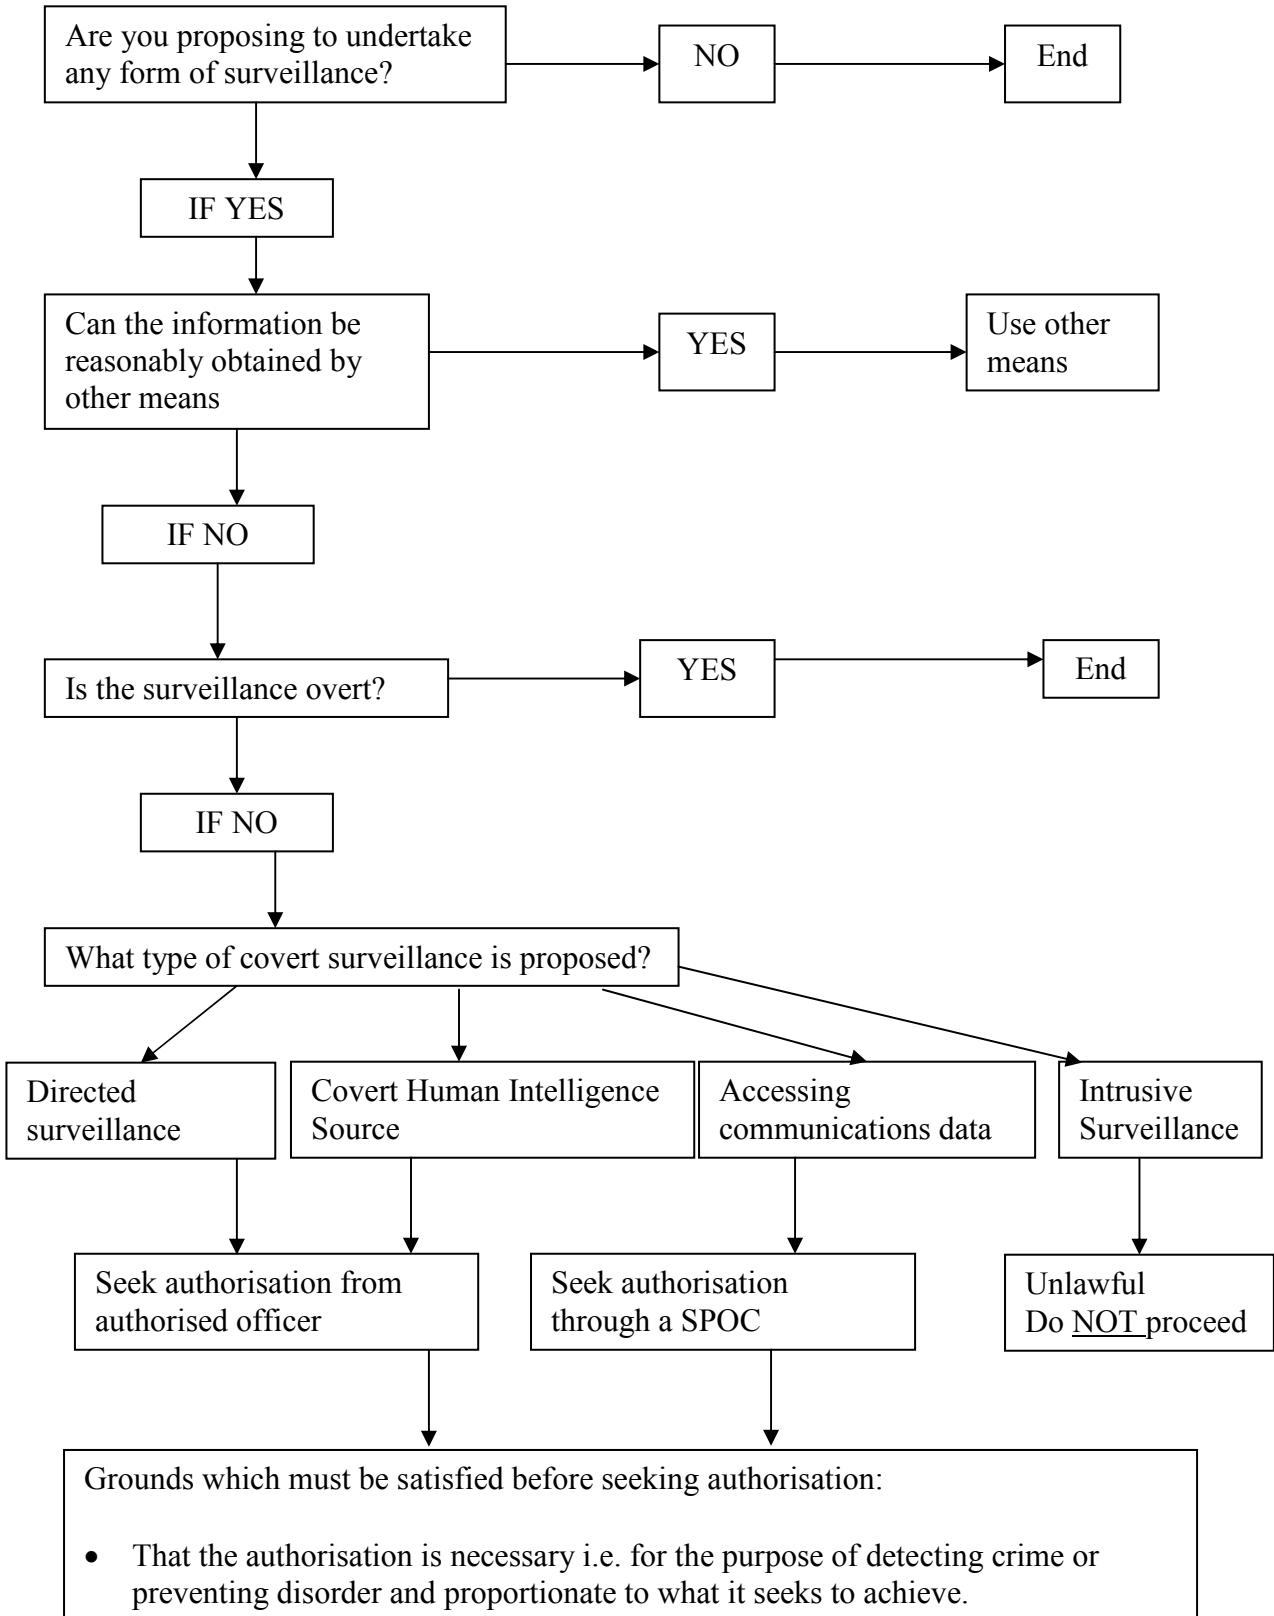 Are you proposing to undertake
any form of surveillance?
NO
End
IF YES
Can the information be
reasonably obtained by
other means
YES
Use other
means
IF NO
Is the surveillance overt?
YES
End
IF NO
What type of covert surveillance is proposed?
Directed
surveillance
Covert Human Intelligence
Source
Accessing
communications data
Intrusive
Surveillance
Seek authorisation from
authorised officer
Seek authorisation
through a SPOC
Unlawful
Do NOT proceed
Grounds which must be satisfied before seeking authorisation:
• That the authorisation is necessary i.e. for the purpose of detecting crime or
preventing disorder and proportionate to what it seeks to achieve.